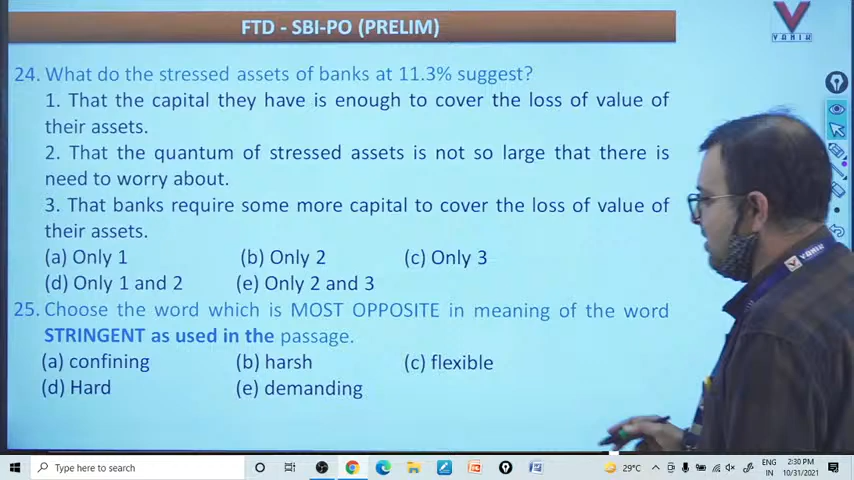 FTD - SBI-PO (PRELIM)
VAHIR
24. What do the stressed assets of banks at 11.3% suggest?
1. That the capital they have is enough to cover the loss of value of
their assets.
2. That the quantum of stressed assets is not so large that there is
need to worry about.
3. That banks require some more capital to cover the loss of value of
their assets.
(a) Only 1 (b) Only 2 (c) Only 3
(d) Only 1 and 2 (e) Only 2 and 3
25. Choose the word which is MOST OPPOSITE in meaning of the word
STRINGENT as used in the passage.
(a) confining (b) harsh (c) flexible
(d) Hard (e) demanding
Type here to search
29°C
ENG
IN
2:30 PM
10/31/2021